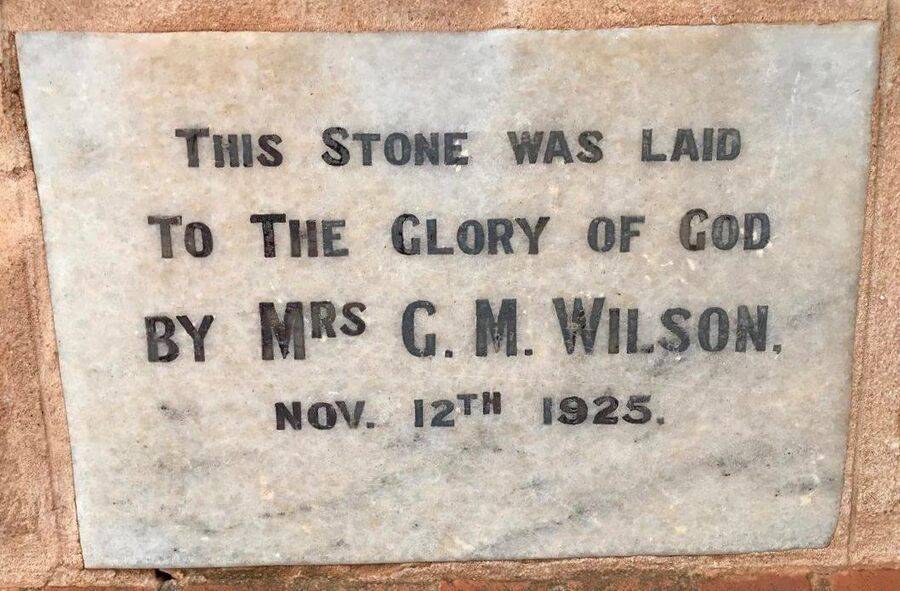 THIS STONE WAS LAID
TO THE GLORY OF GOD
BY MRS G. M. WILSON.
NOV. 12TH 1925.